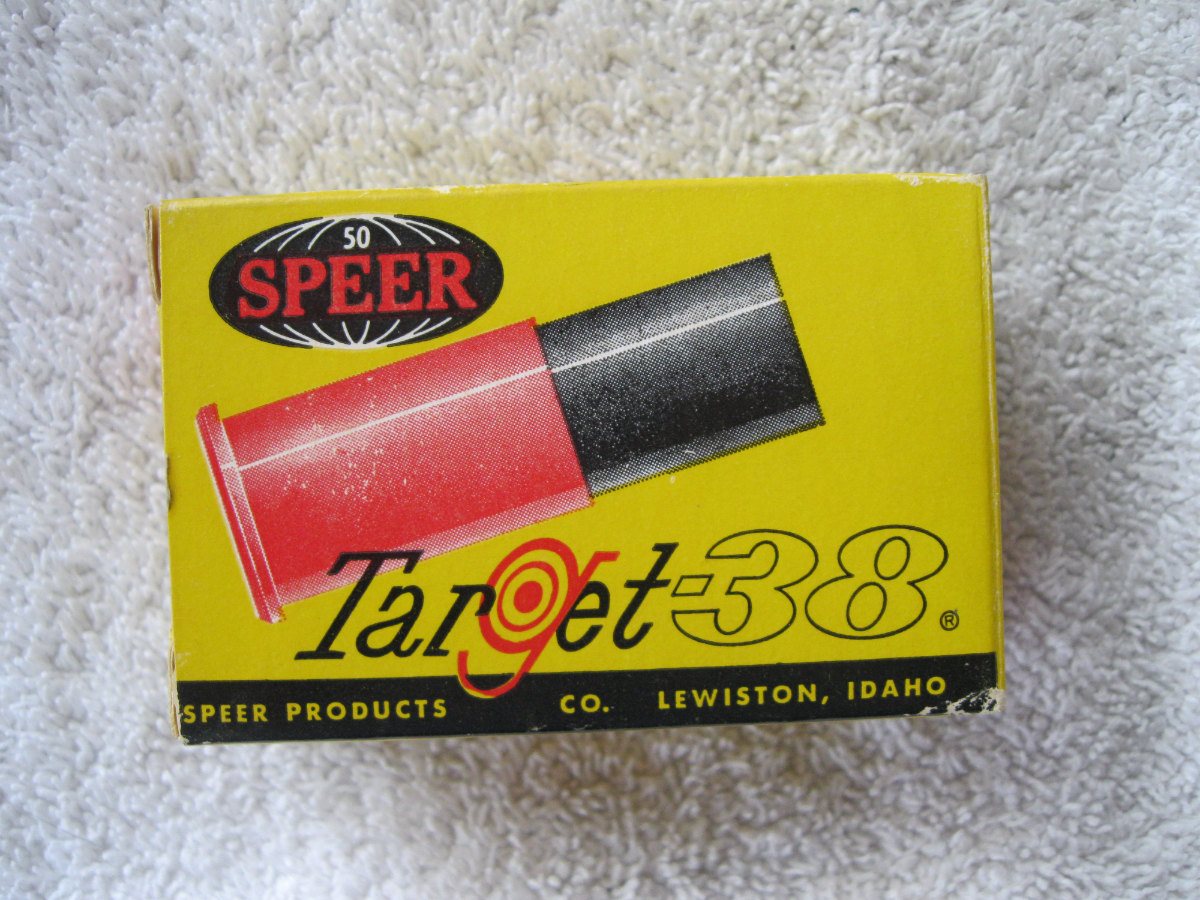 50
SPEER
Target-38®
SPEER PRODUCTS CO. LEWISTON, IDAHO